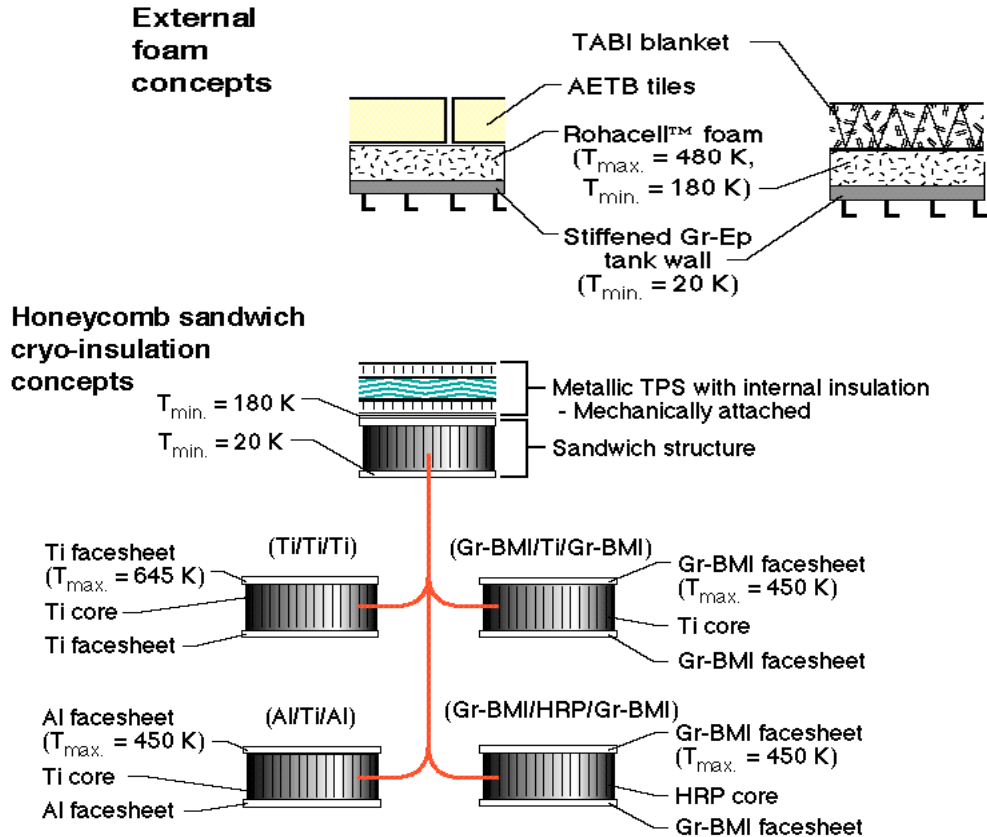 External
foam
concepts
TABI blanket
AETB tiles
Rohacell™ foam
(Tmax. = 480 K,
Tmin. = 180 K)
Stiffened Gr-Ep
tank wall
(Tmin. = 20 K)
Honeycomb sandwich
cryo-insulation
concepts
Tmin. = 180 K
Tmin. = 20 K
Metallic TPS with internal insulation
- Mechanically attached
Sandwich structure
(Ti/Ti/Ti)
Ti facesheet
(Tmax. = 645 K)
Ti core
Ti facesheet
(Gr-BMI/Ti/Gr-BMI)
Gr-BMI facesheet
(Tmax. = 450 K)
Ti core
Gr-BMI facesheet
(Al/Ti/Al)
Al facesheet
(Tmax. = 450 K)
Ti core
Al facesheet
(Gr-BMI/HRP/Gr-BMI)
Gr-BMI facesheet
(Tmax. = 450 K)
HRP core
Gr-BMI facesheet